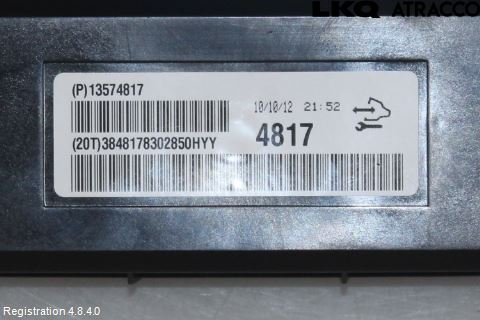 LKQ ATRACCO
(P)13574817
10/10/12 21:52
4817
(20T)3848178302850HYY
Registration 4.8.4.0